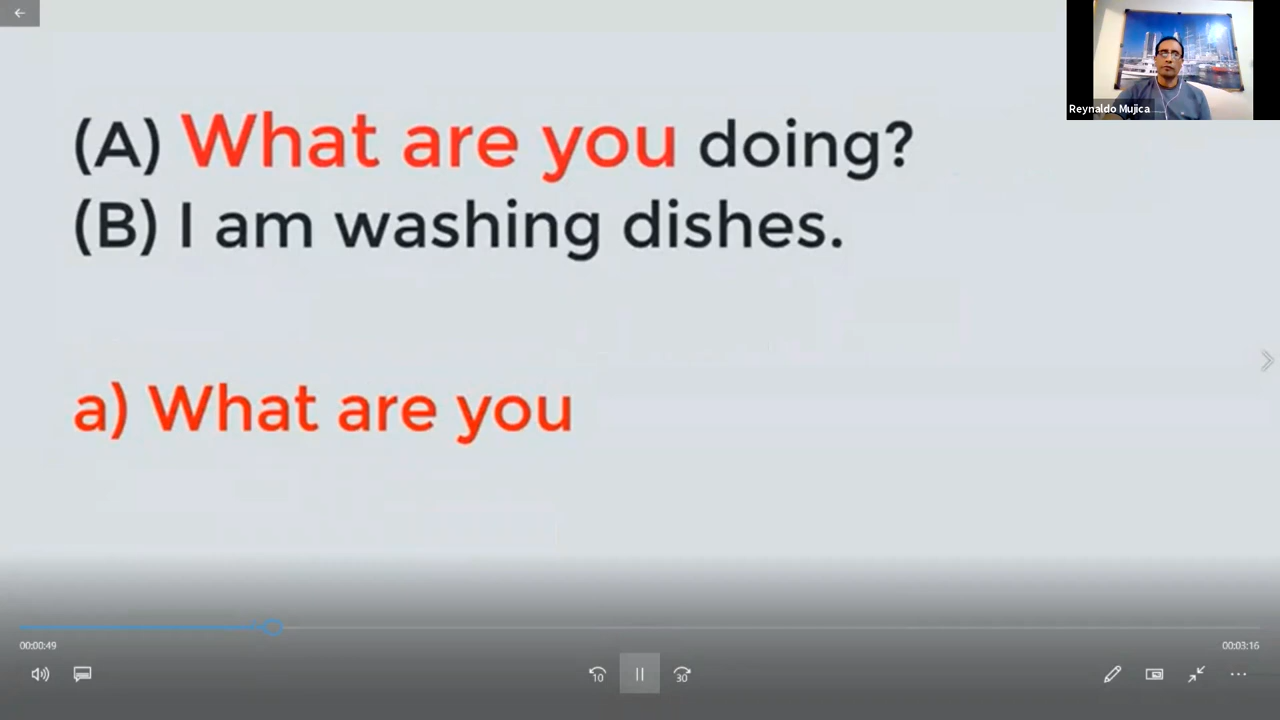 Reynaldo Mujica
(A) What are you doing?
(B) I am washing dishes.
a) What are you
00:00:49
00:03:16
10
30